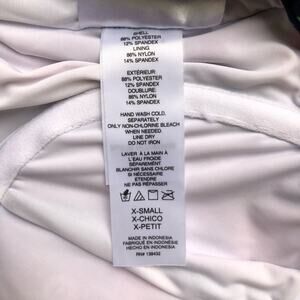 SHELL
88% POLYESTER
12% SPANDEX
LINING
86% NYLON
14% SPANDEX
EXTÉRIEUR
88% POLYESTER
12% SPANDEX
DOUBLURE
86% NYLON
14% SPANDEX
HAND WASH COLD.
SEPARATELY
ONLY NON-CHLORINE BLEACH
WHEN NEEDED.
LINE DRY
DO NOT IRON
LAVER À LA MAIN À
L'EAU FROIDE
SÉPARÉMENT
BLANCHIR SANS CHLORE
SI NÉCESSAIRE
ETENDRE
NE PAS REPASSER
X-SMALL
X-CHICO
X-PETIT
MADE IN INDONESIA
FABRIQUÉ EN INDONÉSIE
HECHO EN INDONESIA
RN# 138432